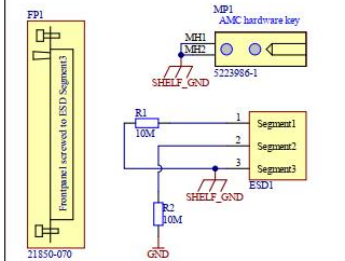 FP1
Frontpanel screwed to ESD Segment3
21850-070
MP1
AMC hardware key
MH1
MH2
5223986-1
SHELF_GND
R1
10M
1 Segment1
2 Segment2
3 Segment3
ESD1
SHELF_GND
R2
10M
GND